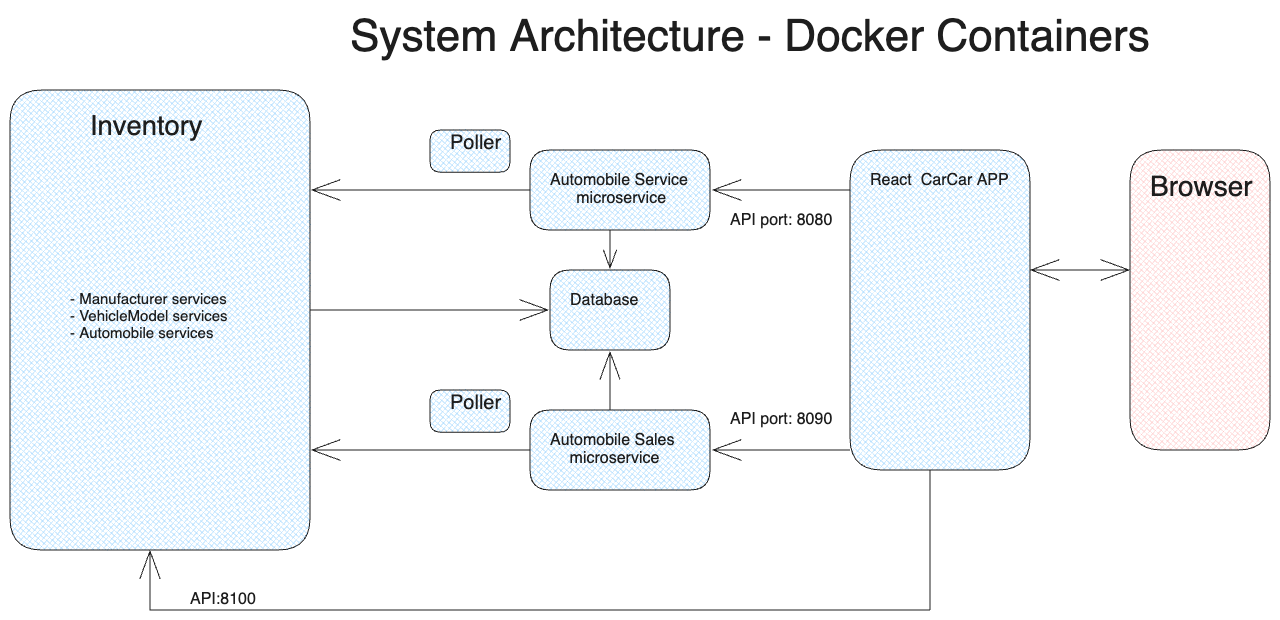 System Architecture - Docker Containers
Inventory
Poller
Automobile Service
microservice
React  CarCar APP
Browser
API port: 8080
Database
- Manufacturer services
- VehicleModel services
- Automobile services
Poller
API port: 8090
Automobile Sales
microservice
API:8100